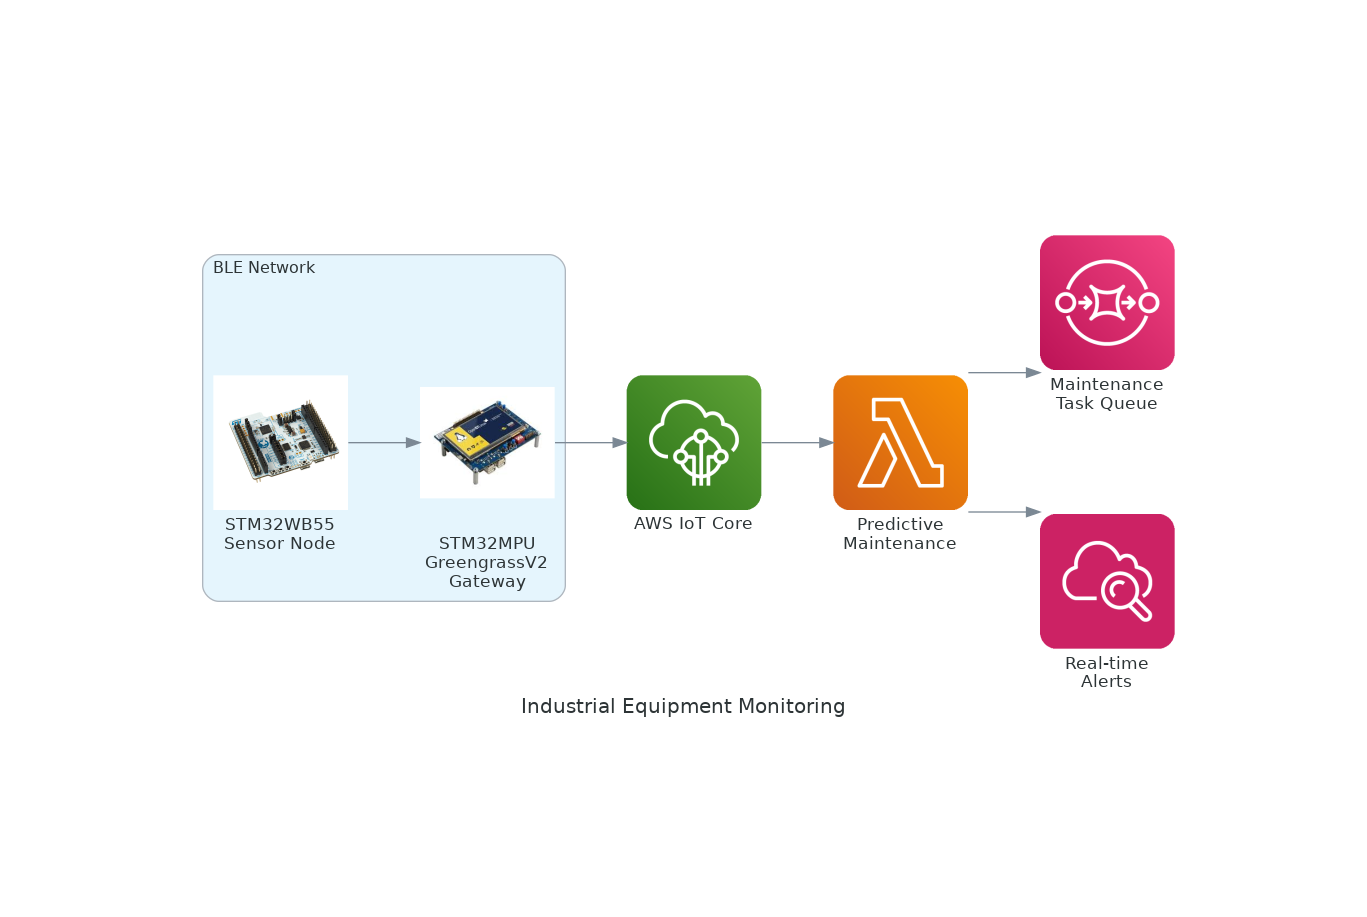 BLE Network
STM32WB55
Sensor Node
STM32MPU
GreengrassV2
Gateway
AWS IoT Core
Predictive
Maintenance
Maintenance
Task Queue
Real-time
Alerts
Industrial Equipment Monitoring